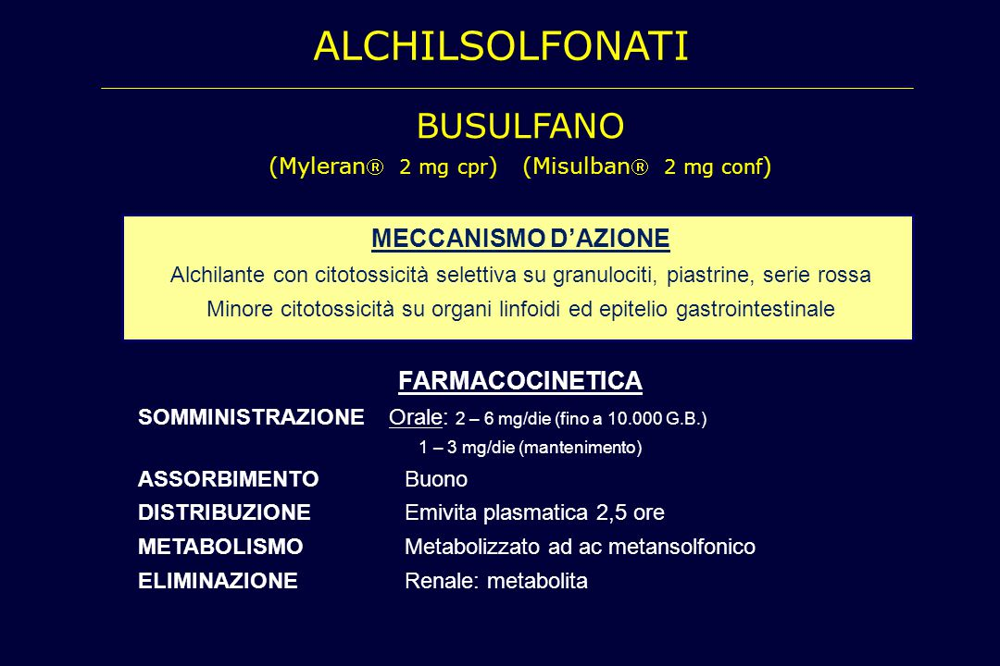 ALCHILSOLFONATI
BUSULFANO
(Myleran® 2 mg cpr) (Misulban® 2 mg conf)
MECCANISMO D’AZIONE
Alchilante con citotossicità selettiva su granulociti, piastrine, serie rossa
Minore citotossicità su organi linfoidi ed epitelio gastrointestinale
FARMACOCINETICA
SOMMINISTRAZIONE Orale: 2 – 6 mg/die (fino a 10.000 G.B.)
1 – 3 mg/die (mantenimento)
ASSORBIMENTO Buono
DISTRIBUZIONE Emivita plasmatica 2,5 ore
METABOLISMO Metabolizzato ad ac metansolfonico
ELIMINAZIONE Renale: metabolita